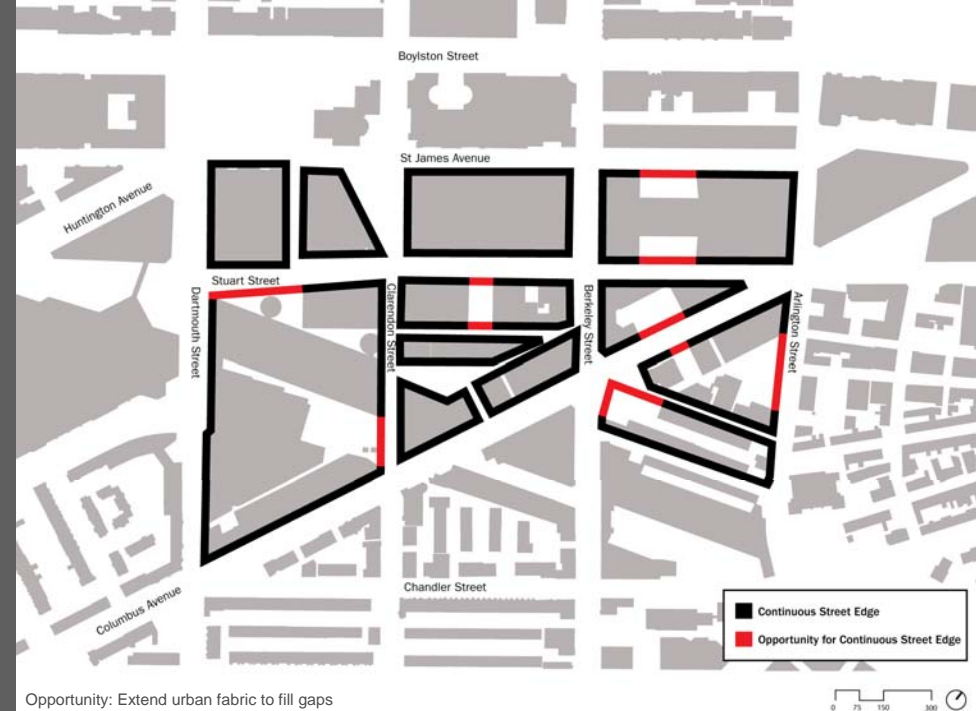 Boylston Street
St James Avenue
Huntington Avenue
Stuart Street
Dartmouth Street
Clarendon Street
Berkeley Street
Arlington Street
Columbus Avenue
Chandler Street
Continuous Street Edge
Opportunity for Continuous Street Edge
Opportunity: Extend urban fabric to fill gaps
0 75 150 300